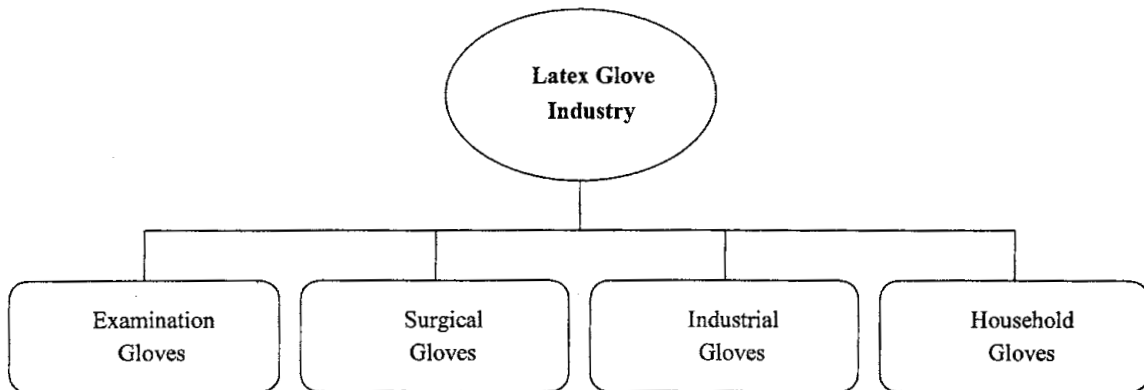 Latex Glove
Industry
Examination
Gloves
Surgical
Gloves
Industrial
Gloves
Household
Gloves